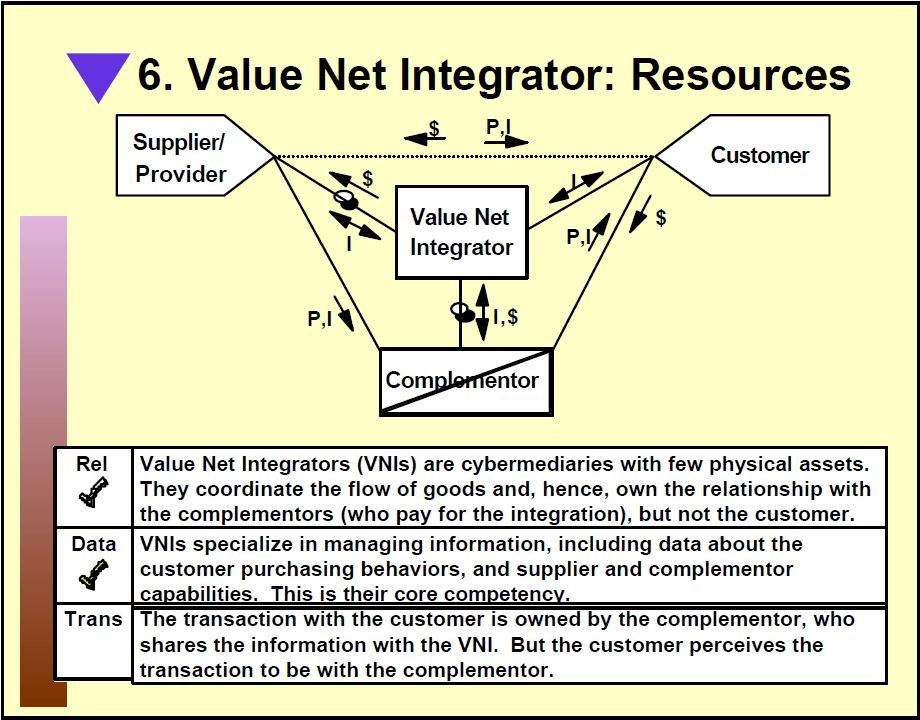 6. Value Net Integrator: Resources
$
P,I
Supplier/
Provider
Customer
$
I
Value Net
Integrator
I
P,I
$
P,I
I,$
Complementor
Rel
Value Net Integrators (VNIs) are cybermediaries with few physical assets.
They coordinate the flow of goods and, hence, own the relationship with
the complementors (who pay for the integration), but not the customer.
Data
VNIs specialize in managing information, including data about the
customer purchasing behaviors, and supplier and complementor
capabilities. This is their core competency.
Trans
The transaction with the customer is owned by the complementor, who
shares the information with the VNI. But the customer perceives the
transaction to be with the complementor.